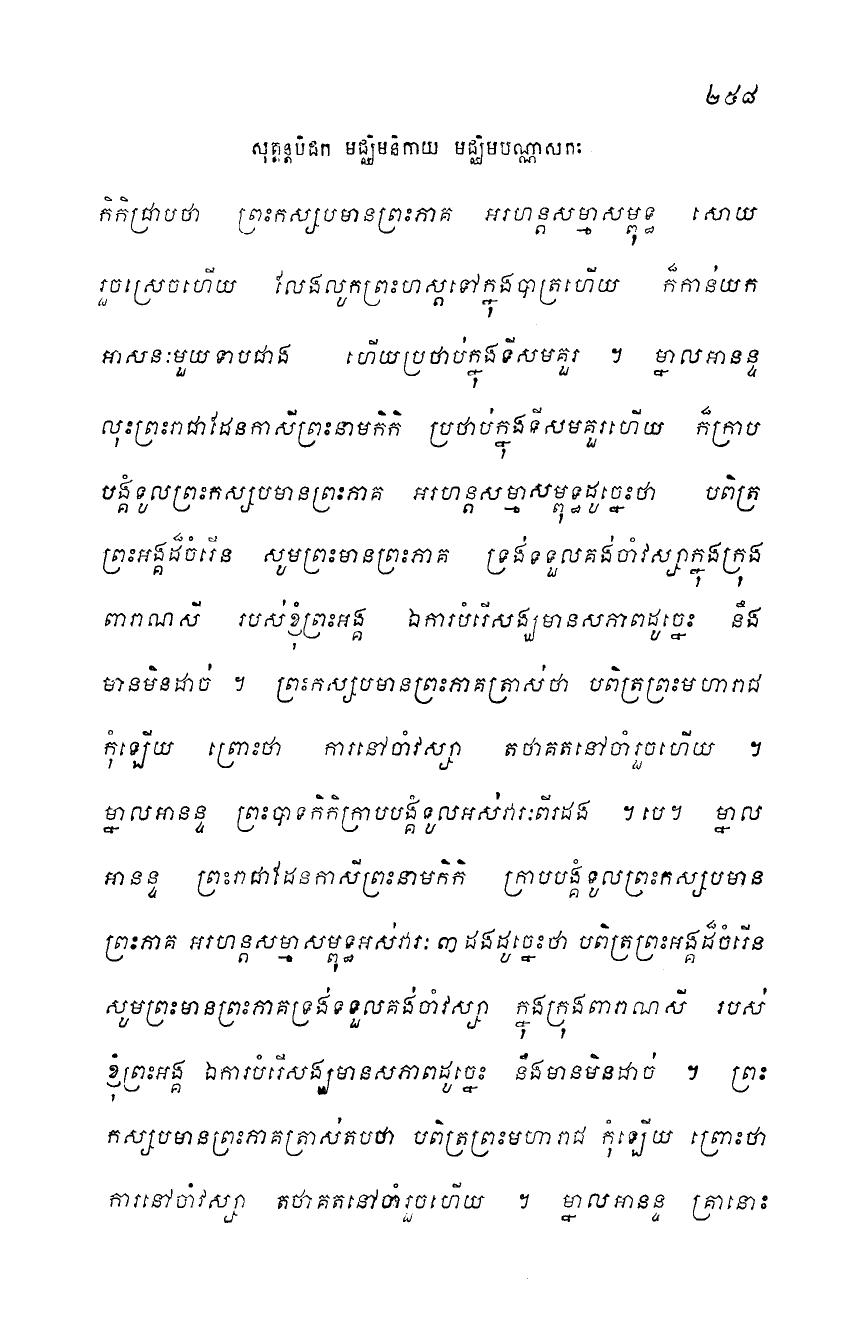 ២៥៨
សុត្តន្តបិដក មជ្ឈិមនិកាយ មជ្ឈិមបណ្ណាសកៈ
កិកិជ្រាបថា ព្រះកស្សបមានព្រះភាគ អរហន្តសម្មាសម្ពុទ្ធ សោយ
រួចស្រេចហើយ លែងលូកព្រះហស្តទៅក្នុងបាត្រហើយ ក៏កាន់យក
អាសនៈមួយទាបជាង ហើយប្រថាប់ក្នុងទីសមគួរ ។ ម្នាលអានន្ទ
លុះព្រះរាជាដែនកាសីព្រះនាមកិកិ ប្រថាប់ក្នុងទីសមគួរហើយ ក៏ក្រាប
បង្គំទូលព្រះកស្សបមានព្រះភាគ អរហន្តសម្មាសម្ពុទ្ធដូច្នេះថា បពិត្រ
ព្រះអង្គដ៏ចំរើន សូមព្រះមានព្រះភាគ ទ្រង់ទទួលគង់ចាំវស្សាក្នុងក្រុង
ពារាណសី របស់ខ្ញុំព្រះអង្គ ឯការបំរើសង្ឃមានសភាពដូច្នេះ នឹង
មានមិនដាច់ ។ ព្រះកស្សបមានព្រះភាគត្រាស់ថា បពិត្រព្រះមហារាជ
កុំឡើយ ព្រោះថា ការនៅចាំវស្សា តថាគតនៅចាំរួចហើយ ។
ម្នាលអានន្ទ ព្រះបាទកិកិក្រាបបង្គំទូលអស់វារៈពីរដង ។បេ។ ម្នាល
អានន្ទ ព្រះរាជាដែនកាសីព្រះនាមកិកិ ក្រាបបង្គំទូលព្រះកស្សបមាន
ព្រះភាគ អរហន្តសម្មាសម្ពុទ្ធអស់វារៈ ៣ ដងដូច្នេះថា បពិត្រព្រះអង្គដ៏ចំរើន
សូមព្រះមានព្រះភាគទ្រង់ទទួលគង់ចាំវស្សា ក្នុងក្រុងពារាណសី របស់
ខ្ញុំព្រះអង្គ ឯការបំរើសង្ឃមានសភាពដូច្នេះ នឹងមានមិនដាច់ ។ ព្រះ
កស្សបមានព្រះភាគត្រាស់តបថា បពិត្រព្រះមហារាជ កុំឡើយ ព្រោះថា
ការនៅចាំវស្សា តថាគតនៅចាំរួចហើយ ។ ម្នាលអានន្ទ គ្រានោះ